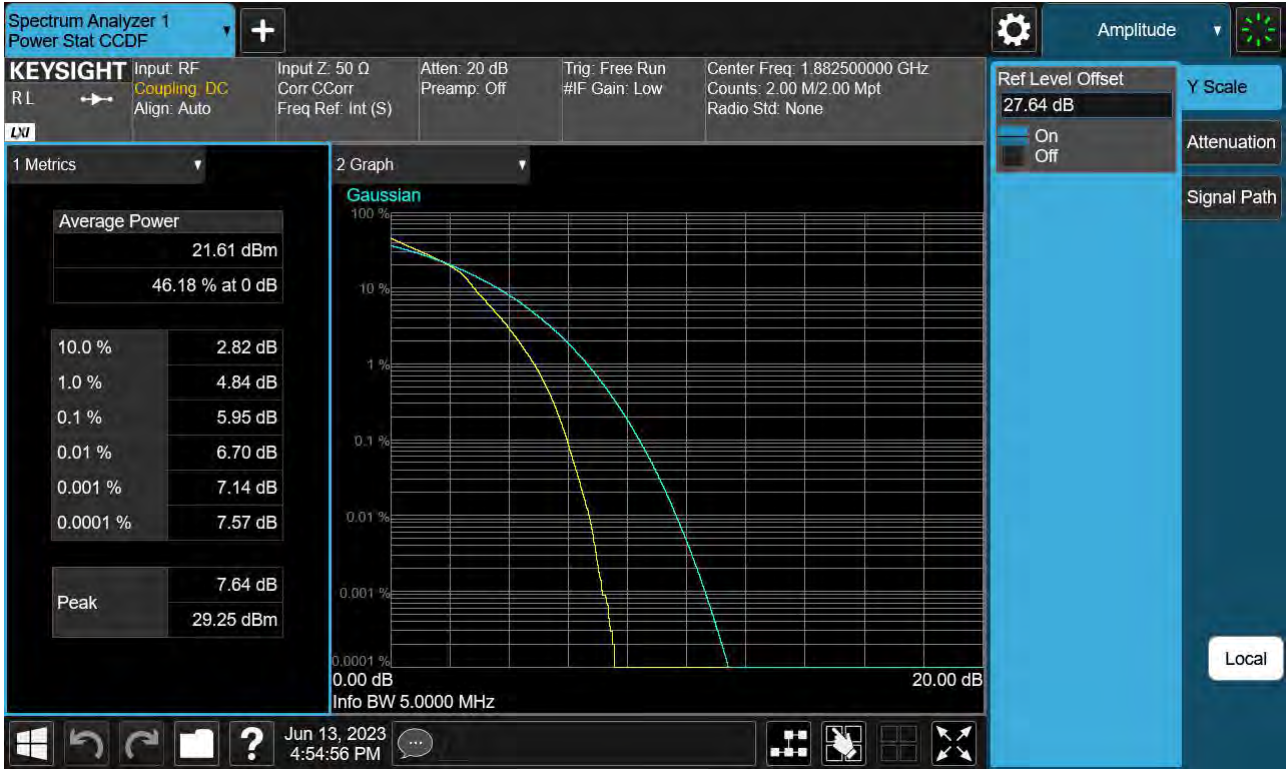 Spectrum Analyzer 1
Power Stat CCDF
Amplitude
KEYSIGHT
R L
LXI
Input: RF
Coupling: DC
Align: Auto
Input Z: 50 Ω
Corr CCorr
Freq Ref: Int (S)
Atten: 20 dB
Preamp: Off
Trig: Free Run
#IF Gain: Low
Center Freq: 1.882500000 GHz
Counts: 2.00 M/2.00 Mpt
Radio Std: None
Ref Level Offset
27.64 dB
On
Off
Y Scale
Attenuation
Signal Path
Local
1 Metrics
Average Power
21.61 dBm
46.18 % at 0 dB
10.0 % 2.82 dB
1.0 % 4.84 dB
0.1 % 5.95 dB
0.01 % 6.70 dB
0.001 % 7.14 dB
0.0001 % 7.57 dB
Peak
7.64 dB
29.25 dBm
2 Graph
Gaussian
100 %
10 %
1 %
0.1 %
0.01 %
0.001 %
0.0001 %
0.00 dB 20.00 dB
Info BW 5.0000 MHz
Jun 13, 2023
4:54:56 PM